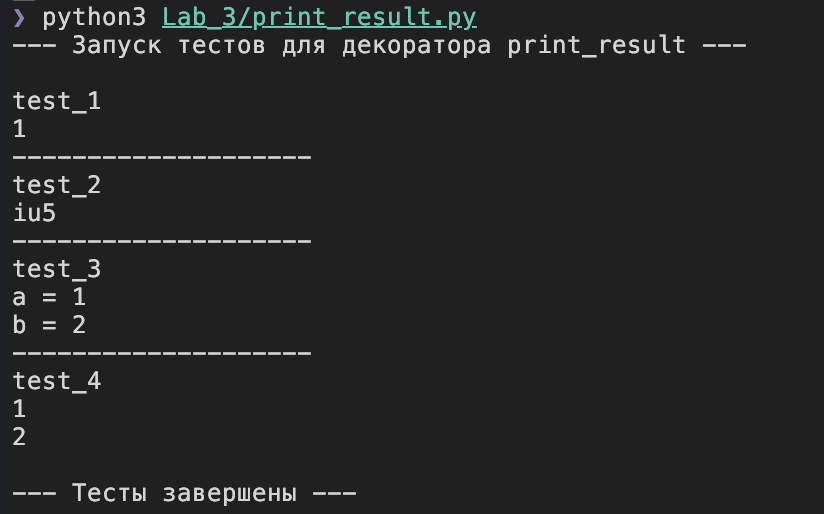 ❯ python3 Lab_3/print_result.py
--- Запуск тестов для декоратора print_result ---
test_1
1
--------------------
test_2
iu5
--------------------
test_3
a = 1
b = 2
--------------------
test_4
1
2
--- Тесты завершены ---